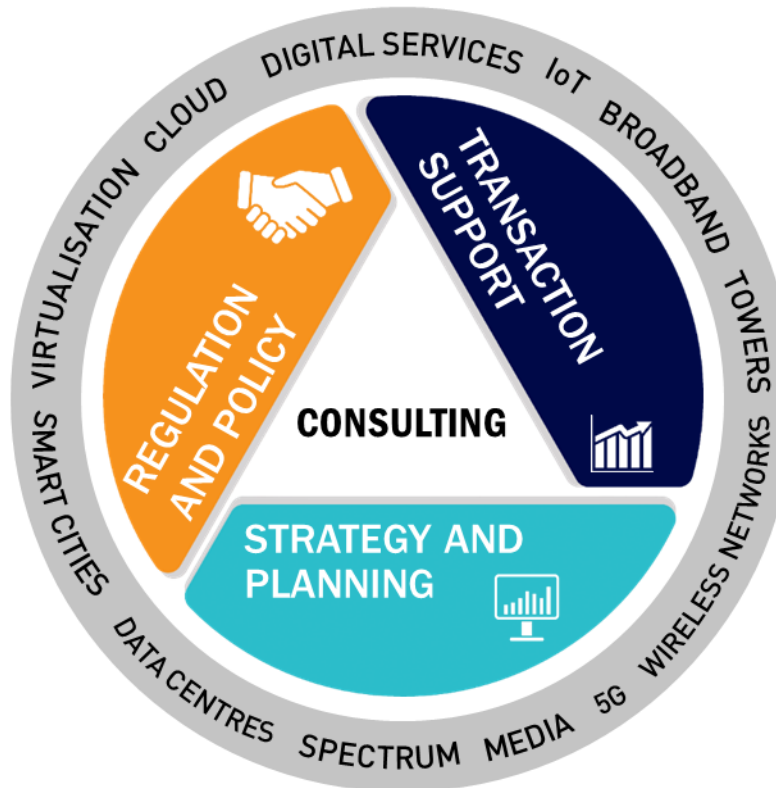 DIGITAL SERVICES
IoT
BROADBAND
TOWERS
WIRELESS NETWORKS
5G
MEDIA
SPECTRUM
DATA CENTRES
SMART CITIES
VIRTUALISATION
CLOUD
REGULATION
AND POLICY
TRANSACTION
SUPPORT
CONSULTING
STRATEGY AND
PLANNING